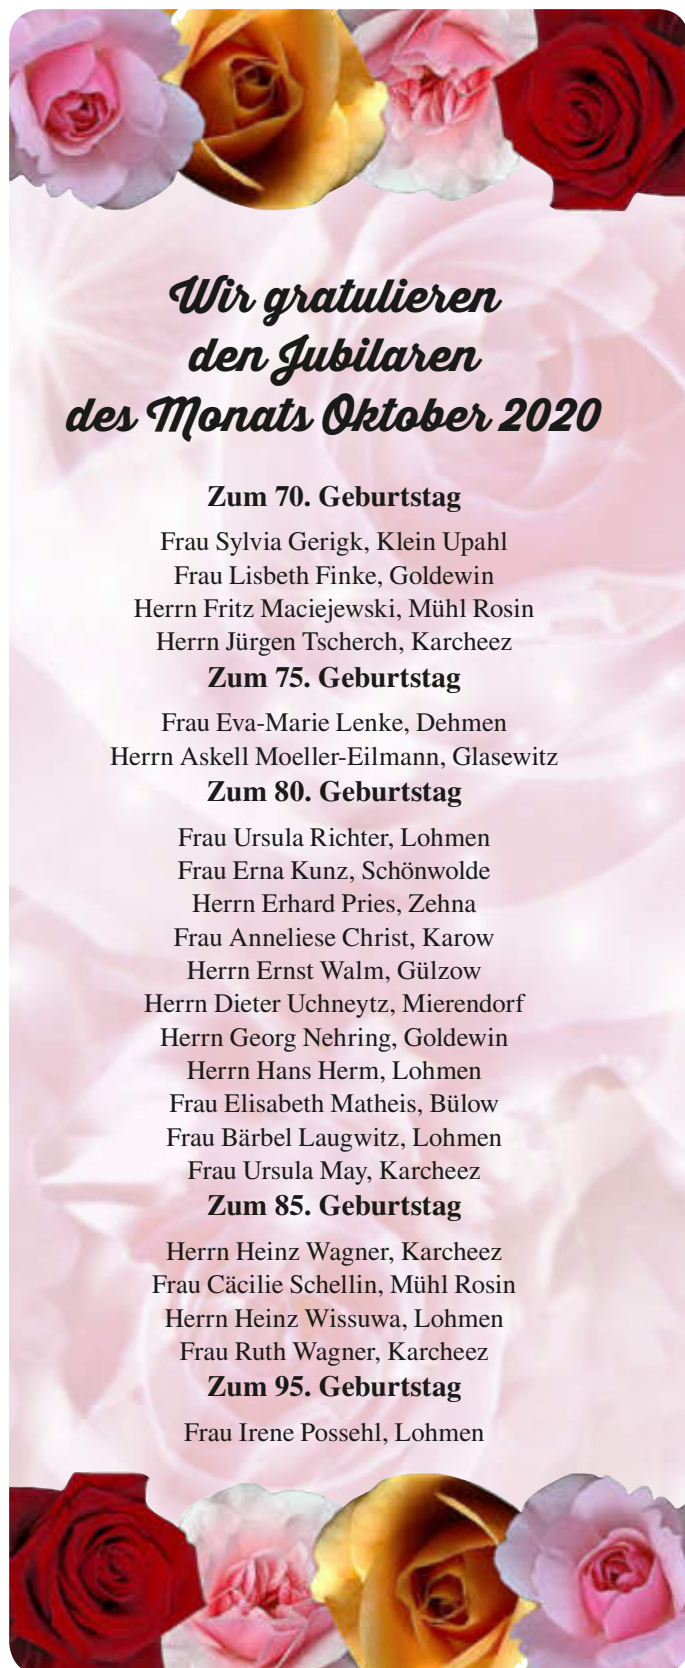 Wir gratulieren
den Jubilaren
des Monats Oktober 2020
Zum 70. Geburtstag
Frau Sylvia Gerigk, Klein Upahl
Frau Lisbeth Finke, Goldewin
Herrn Fritz Maciejewski, Mühl Rosin
Herrn Jürgen Tscherch, Karcheez
Zum 75. Geburtstag
Frau Eva-Marie Lenke, Dehmen
Herrn Askell Moeller-Eilmann, Glasewitz
Zum 80. Geburtstag
Frau Ursula Richter, Lohmen
Frau Erna Kunz, Schönwolde
Herrn Erhard Pries, Zehna
Frau Anneliese Christ, Karow
Herrn Ernst Walm, Gülzow
Herrn Dieter Uchneytz, Mierendorf
Herrn Georg Nehring, Goldewin
Herrn Hans Herm, Lohmen
Frau Elisabeth Matheis, Bülow
Frau Bärbel Laugwitz, Lohmen
Frau Ursula May, Karcheez
Zum 85. Geburtstag
Herrn Heinz Wagner, Karcheez
Frau Cäcilie Schellin, Mühl Rosin
Herrn Heinz Wissuwa, Lohmen
Frau Ruth Wagner, Karcheez
Zum 95. Geburtstag
Frau Irene Possehl, Lohmen